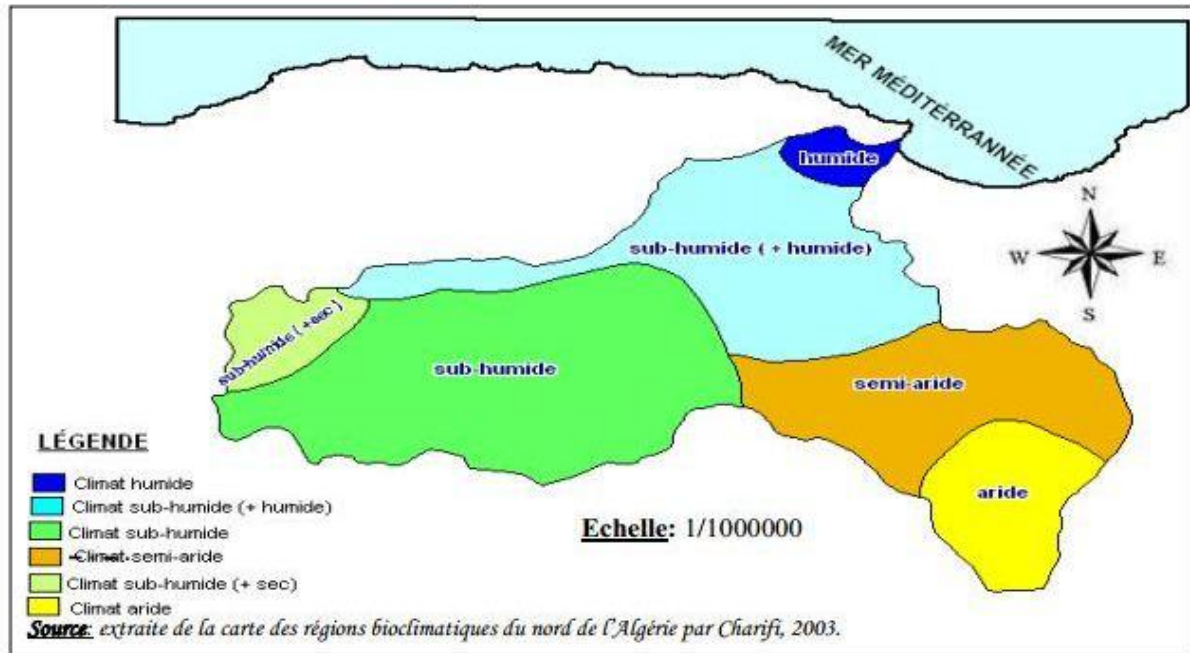 MER MÉDITÉRRANNÉE
humide
N
sub-humide ( + humide)
W
E
S
sub-humide ( +sec )
sub-humide
semi-aride
LÉGENDE
Climat humide
aride
Climat sub-humide (+ humide)
Climat sub-humide
Echelle: 1/1000000
Climat semi-aride
Climat sub-humide (+ sec)
Climat aride
Source: extraite de la carte des régions bioclimatiques du nord de l'Algérie par Charifi, 2003.